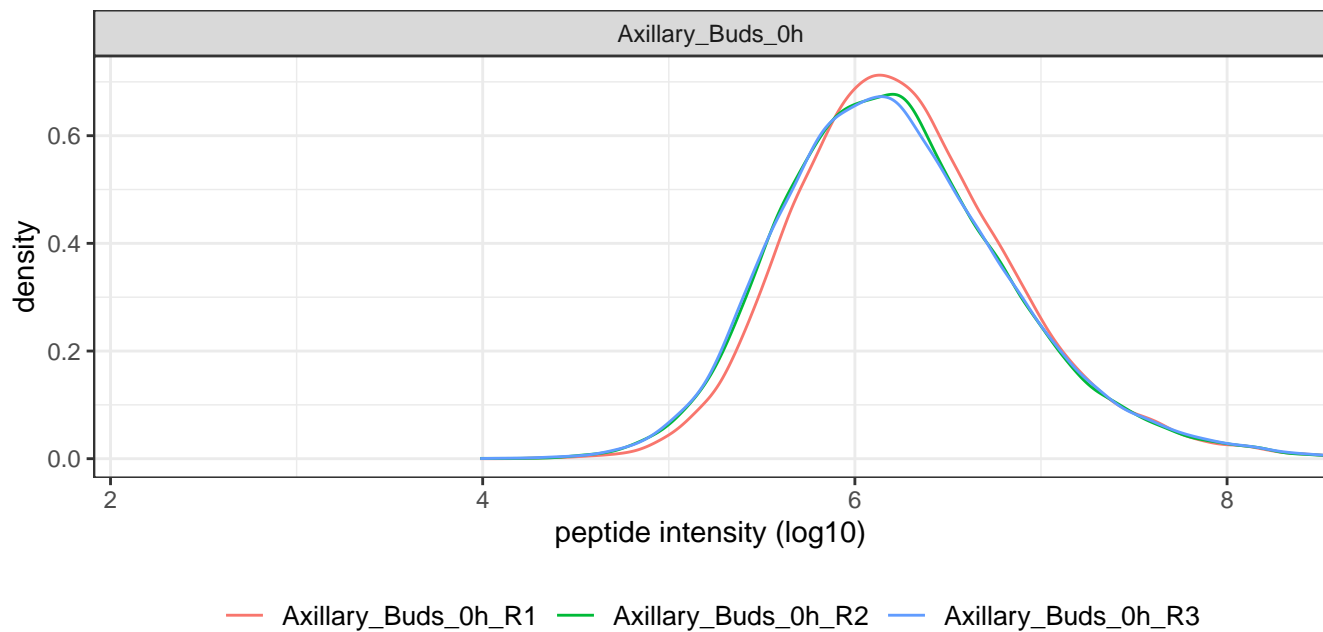 Axillary_Buds_0h
0.6
0.4
0.2
0.0
density
2 4 6 8
peptide intensity (log10)
Axillary_Buds_0h_R1 Axillary_Buds_0h_R2 Axillary_Buds_0h_R3